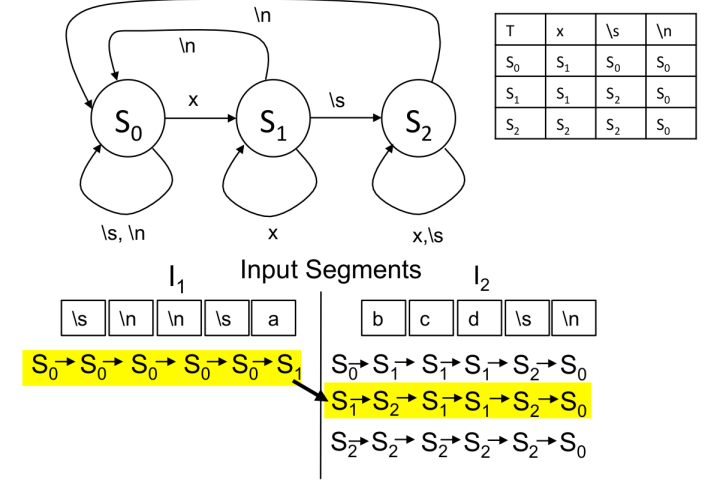 \n
\n
x
\s
S0
S1
S2
\s, \n
x
x,\s
T x \s \n
S0 S1 S0 S0
S1 S1 S2 S0
S2 S2 S2 S0
Input Segments
I1
I2
\s \n \n \s a
b c d \s \n
S0→S0→S0→S0→S0→S1
S0→S1→S1→S1→S2→S0
S1→S2→S1→S1→S2→S0
S2→S2→S2→S2→S2→S0